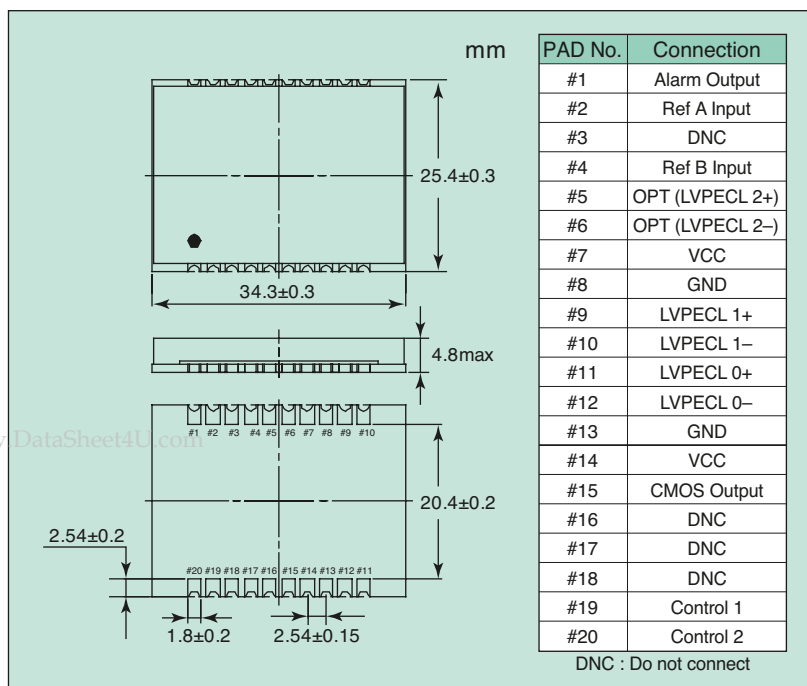 mm
25.4±0.3
34.3±0.3
4.8max
#1 #2 #3 #4 #5 #6 #7 #8 #9 #10
w.DataSheet4U.com
20.4±0.2
2.54±0.2
#20 #19 #18 #17 #16 #15 #14 #13 #12 #11
1.8±0.2
2.54±0.15
PAD No. Connection
#1 Alarm Output
#2 Ref A Input
#3 DNC
#4 Ref B Input
#5 OPT (LVPECL 2+)
#6 OPT (LVPECL 2–)
#7 VCC
#8 GND
#9 LVPECL 1+
#10 LVPECL 1–
#11 LVPECL 0+
#12 LVPECL 0–
#13 GND
#14 VCC
#15 CMOS Output
#16 DNC
#17 DNC
#18 DNC
#19 Control 1
#20 Control 2
DNC : Do not connect